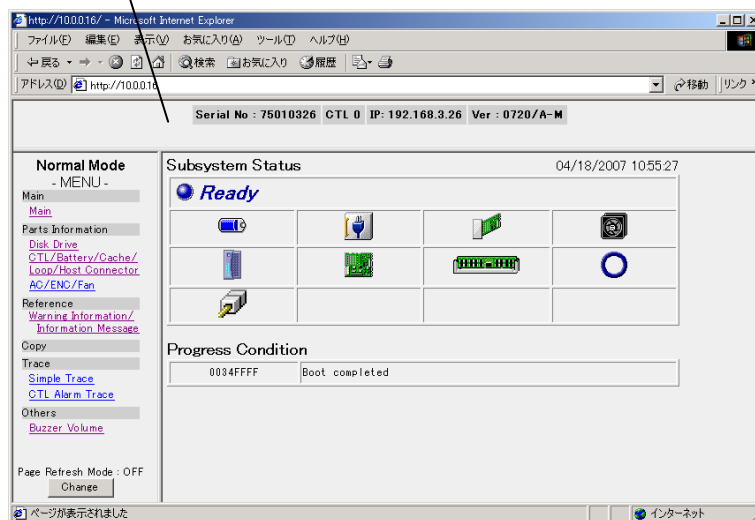 http://10.0.0.16/ - Microsoft Internet Explorer
ファイル(F) 編集(E) 表示(V) お気に入り(A) ツール(T) ヘルプ(H)
戻る 検索 お気に入り 履歴
アドレス(D) http://10.0.0.16 移動 リンク »
Serial No : 75010326 CTL 0 IP: 192.168.3.26 Ver : 0720/A-M
Normal Mode
- MENU -
Main
Main
Parts Information
Disk Drive
CTL/Battery/Cache/
Loop/Host Connector
AC/ENC/Fan
Reference
Warning Information/
Information Message
Copy
Trace
Simple Trace
CTL Alarm Trace
Others
Buzzer Volume
Page Refresh Mode : OFF
Change
Subsystem Status 04/18/2007 10:55:27
Ready
Progress Condition
0034FFFF Boot completed
ページが表示されました インターネット